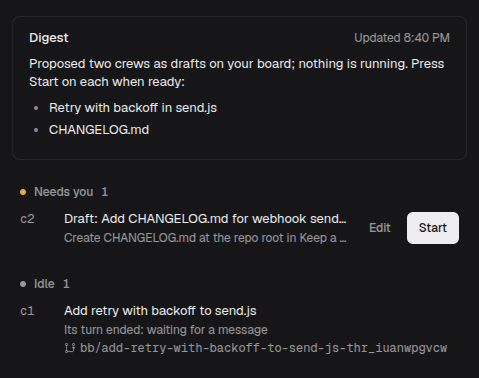 Digest
Updated 8:40 PM
Proposed two crews as drafts on your board; nothing is running. Press
Start on each when ready:
• Retry with backoff in send.js
• CHANGELOG.md
Needs you 1
c2
Draft: Add CHANGELOG.md for webhook send...
Create CHANGELOG.md at the repo root in Keep a ...
Edit
Start
Idle 1
c1
Add retry with backoff to send.js
Its turn ended: waiting for a message
bb/add-retry-with-backoff-to-send-js-thr_iuanwpgvcw